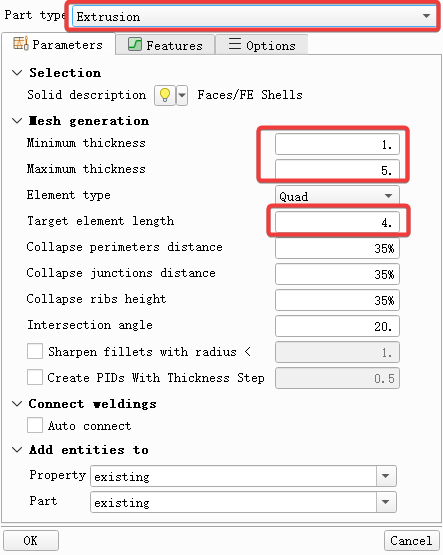 Part type Extrusion
Parameters Features Options
Selection
Solid description Faces/FE Shells
Mesh generation
Minimum thickness 1.
Maximum thickness 5.
Element type Quad
Target element length 4.
Collapse perimeters distance 35%
Collapse junctions distance 35%
Collapse ribs height 35%
Intersection angle 20.
Sharpen fillets with radius < 1.
Create PIDs With Thickness Step 0.5
Connect weldings
Auto connect
Add entities to
Property existing
Part existing
OK Cancel